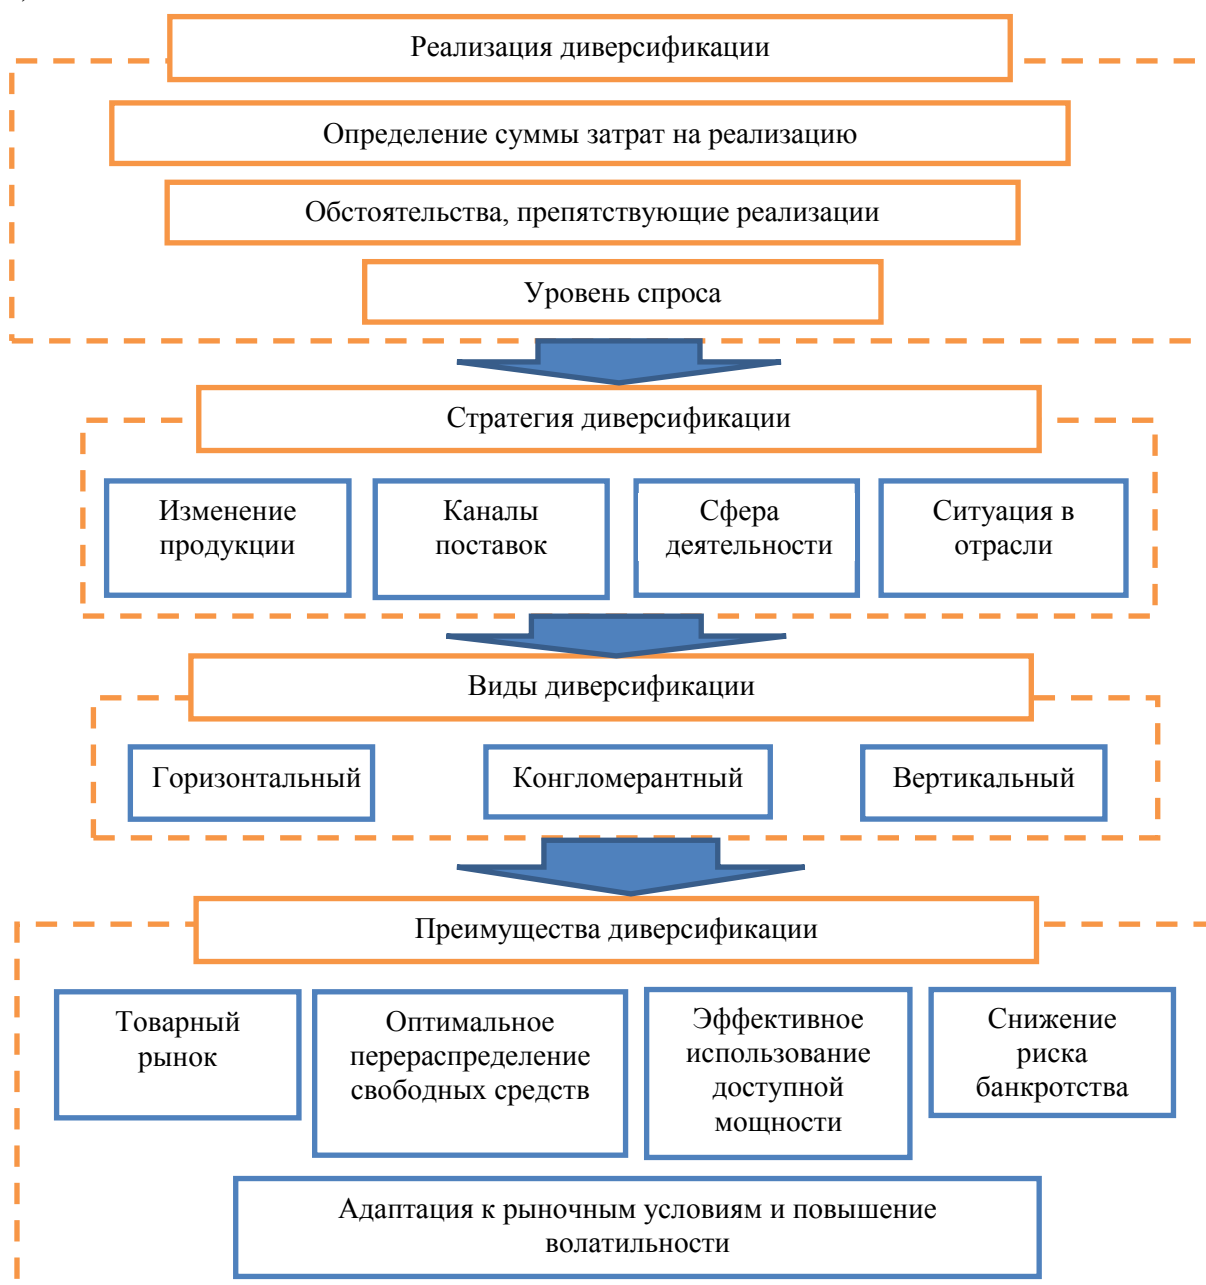 Реализация диверсификации
Определение суммы затрат на реализацию
Обстоятельства, препятствующие реализации
Уровень спроса
Стратегия диверсификации
Изменение
продукции
Каналы
поставок
Сфера
деятельности
Ситуация в
отрасли
Виды диверсификации
Горизонтальный
Конгломерантный
Вертикальный
Преимущества диверсификации
Товарный
рынок
Оптимальное
перераспределение
свободных средств
Эффективное
использование
доступной
мощности
Снижение
риска
банкротства
Адаптация к рыночным условиям и повышение
волатильности